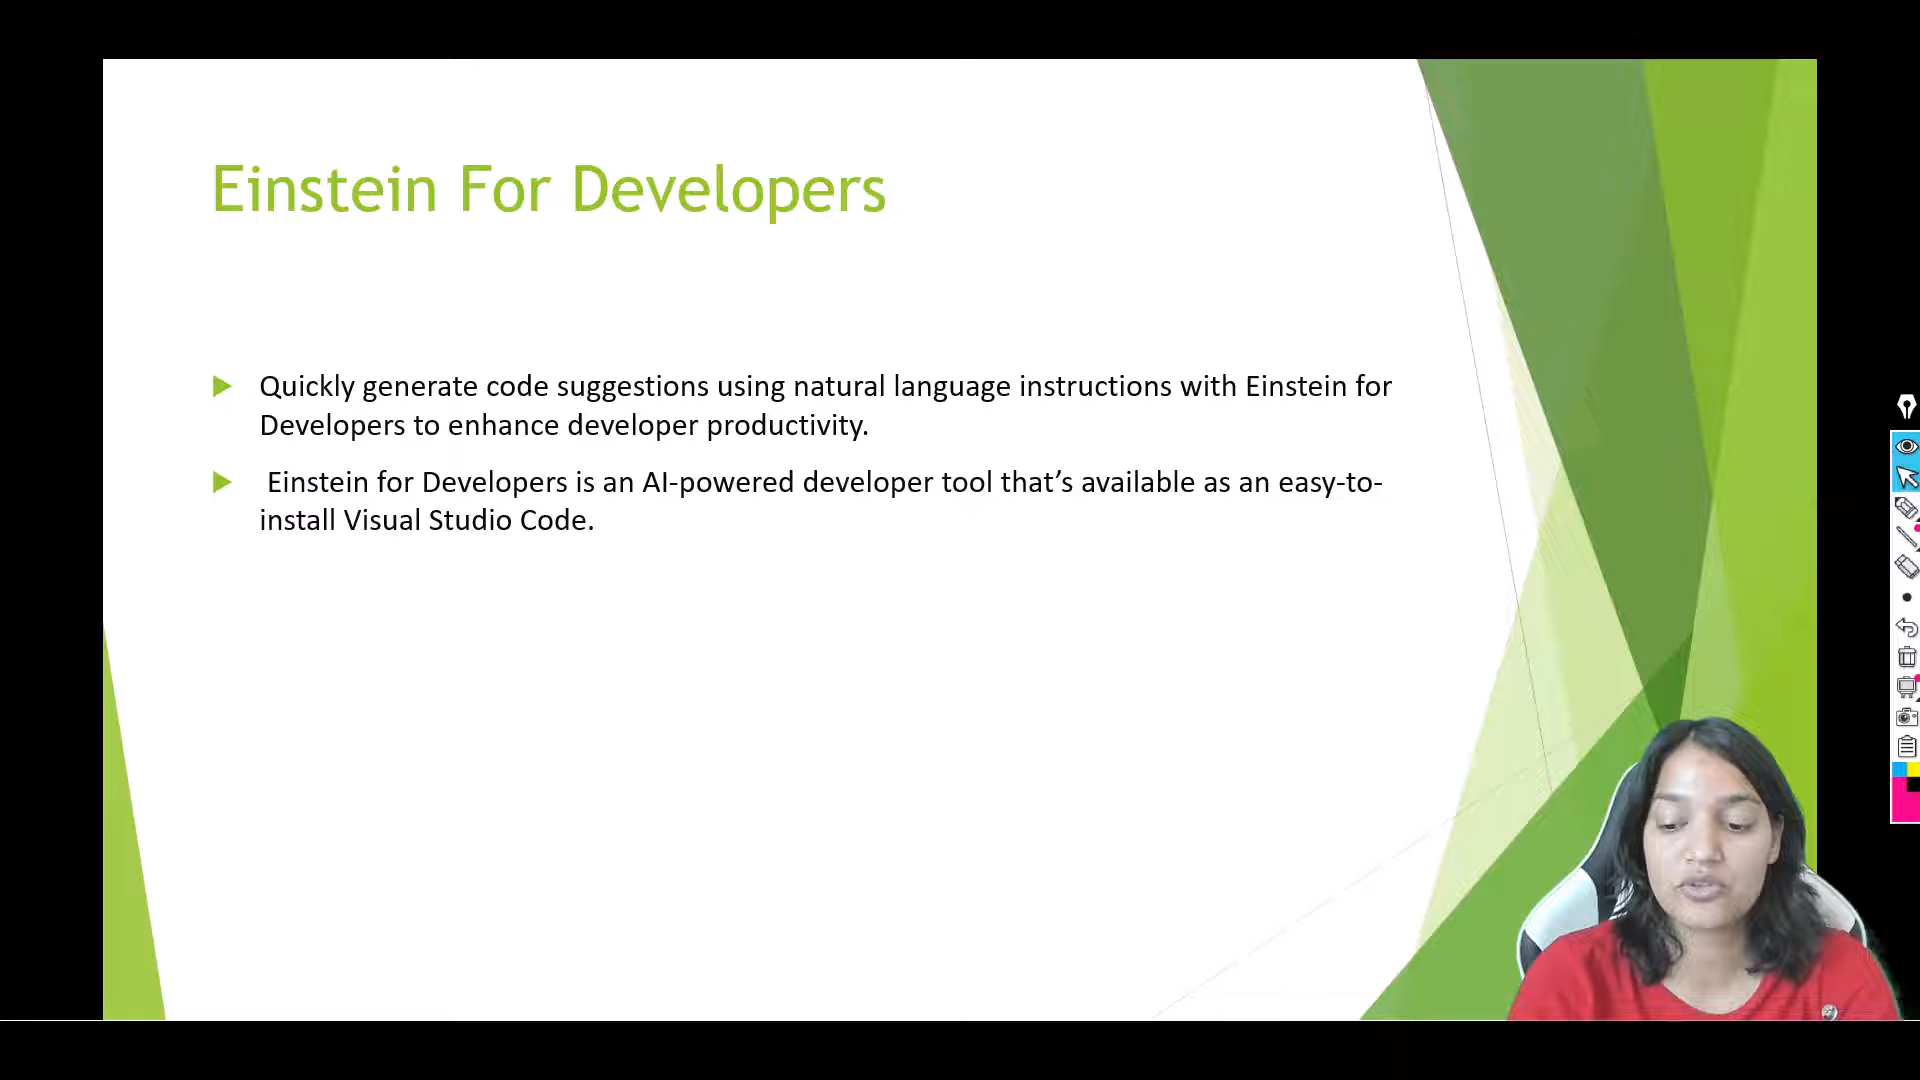 Einstein For Developers
Quickly generate code suggestions using natural language instructions with Einstein for
Developers to enhance developer productivity.
Einstein for Developers is an AI-powered developer tool that’s available as an easy-to-
install Visual Studio Code.